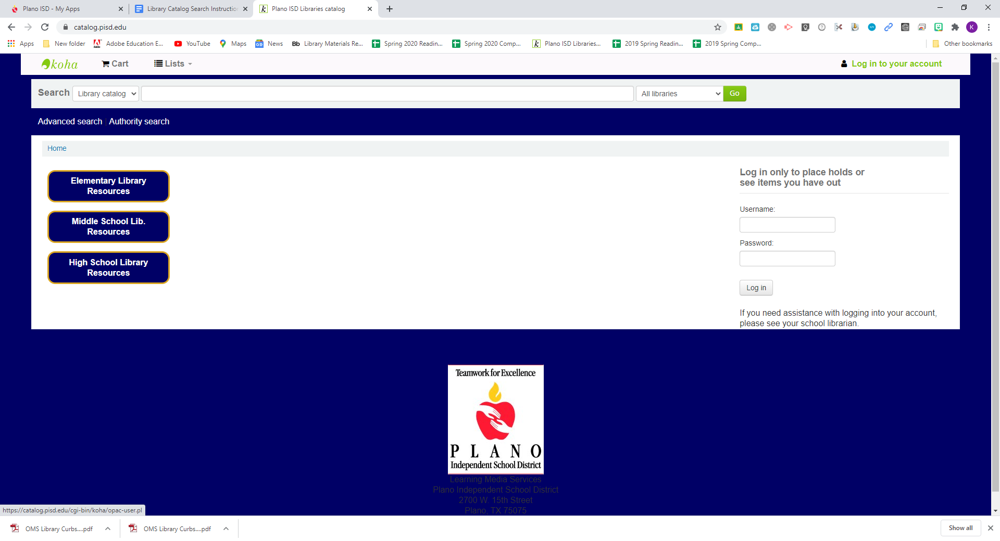 Plano ISD - My Apps
Library Catalog Search Instruction
Plano ISD Libraries catalog
catalog.pisd.edu
K
Apps
New folder
Adobe Education E...
YouTube
Maps
News
Bb Library Materials Re...
Spring 2020 Readin...
Spring 2020 Comp...
k Plano ISD Libraries...
2019 Spring Readin...
2019 Spring Comp...
Other bookmarks
koha
Cart
Lists
Log in to your account
Search
Library catalog
All libraries
Go
Advanced search | Authority search
Home
Elementary Library
Resources
Middle School Lib.
Resources
High School Library
Resources
Log in only to place holds or
see items you have out
Username:
Password:
Log in
If you need assistance with logging into your account,
please see your school librarian.
Teamwork for Excellence
PLANO
Independent School District
Learning Media Services
Plano Independent School District
2700 W. 15th Street
Plano, TX 75075
https://catalog.pisd.edu/cgi-bin/koha/opac-user.pl
OMS Library Curbs....pdf
OMS Library Curbs....pdf
Show all